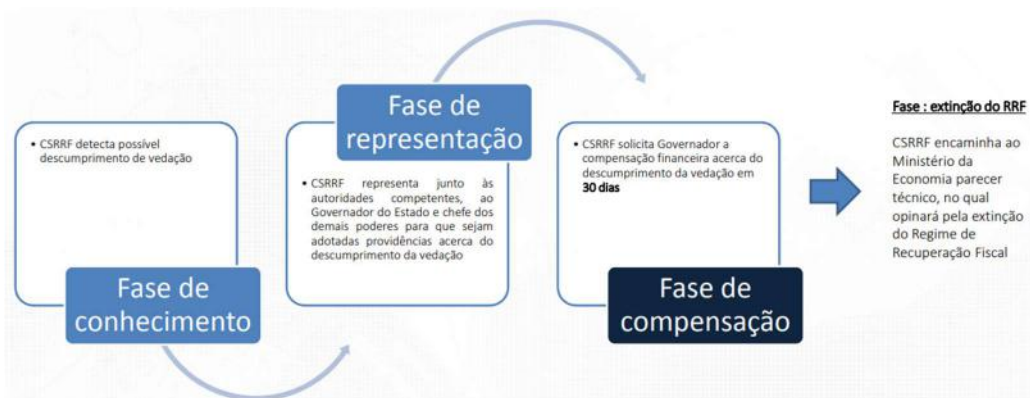 • CSRRF detecta possível
descumprimento de vedação
Fase de
conhecimento
Fase de
representação
• CSRRF representa junto às
autoridades competentes, ao
Governador do Estado e chefe dos
demais poderes para que sejam
adotadas providências acerca do
descumprimento da vedação
• CSRRF solicita Governador a
compensação financeira acerca do
descumprimento da vedação em
30 dias
Fase de
compensação
Fase : extinção do RRF
CSRRF encaminha ao
Ministério da
Economia parecer
técnico, no qual
opinará pela extinção
do Regime de
Recuperação Fiscal